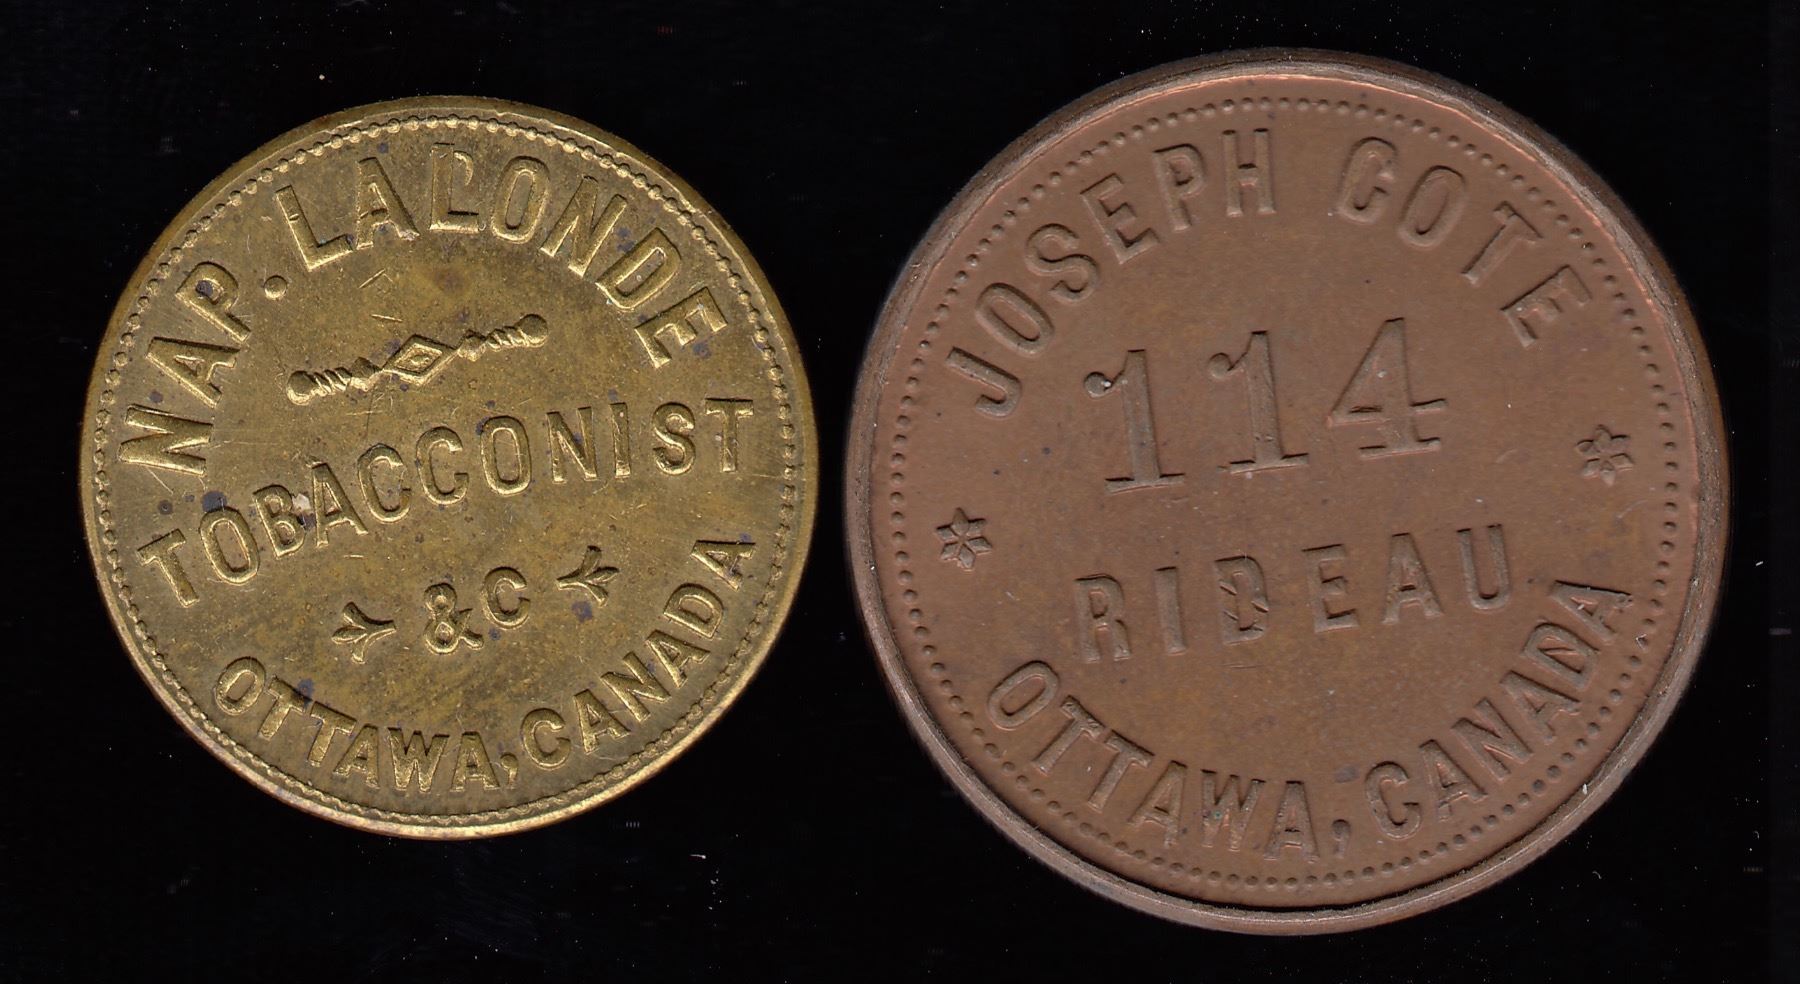 NAP. LALONDE
TOBACCONIST
& C
OTTAWA, CANADA
JOSEPH COTE
114
RIDEAU
OTTAWA, CANADA